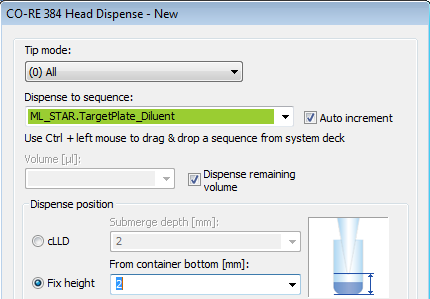 CO-RE 384 Head Dispense - New
Tip mode:
(0) All
Dispense to sequence:
ML_STAR.TargetPlate_Diluent
Auto increment
Use Ctrl + left mouse to drag & drop a sequence from system deck
Volume [µl]:
Dispense remaining
volume
Dispense position
Submerge depth [mm]:
cLLD
2
From container bottom [mm]:
Fix height
2